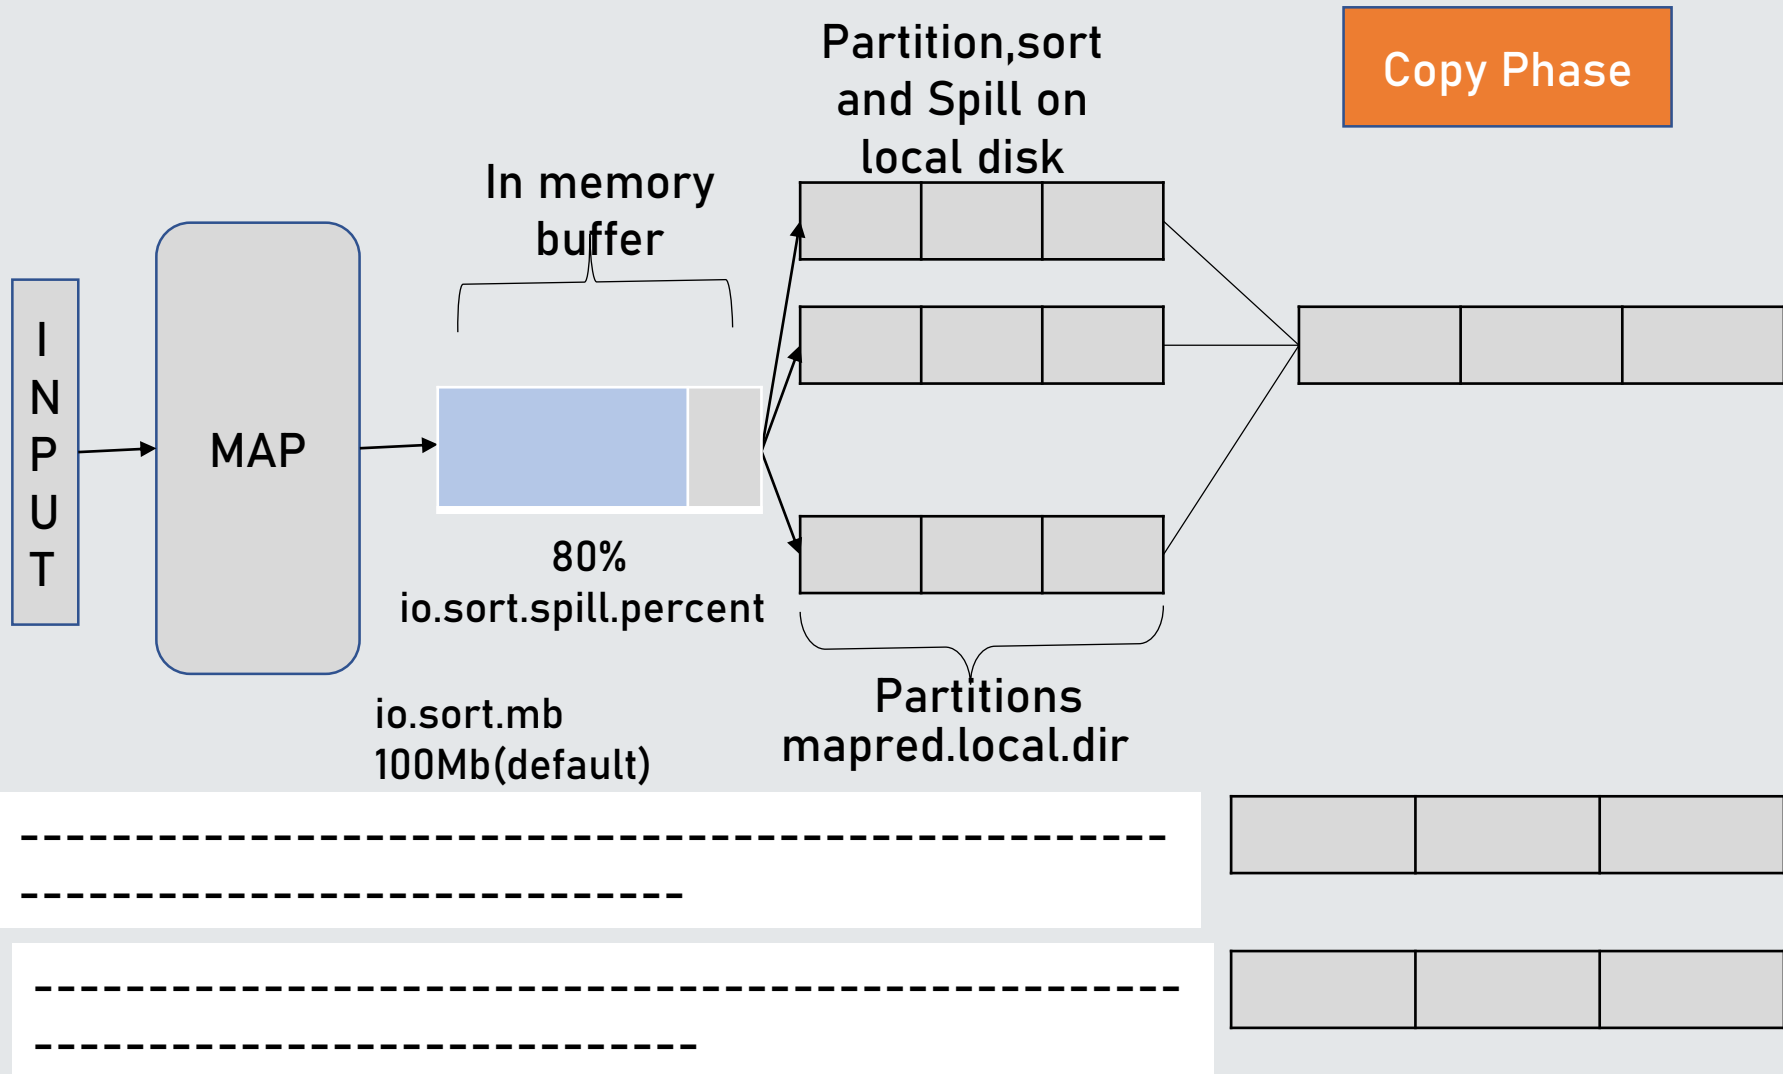 Partition,sort
and Spill on
local disk
Copy Phase
In memory
buffer
I
N
P
U
T
MAP
80%
io.sort.spill.percent
io.sort.mb
100Mb(default)
Partitions
mapred.local.dir
--------------------------------------------------
-----------------------------
--------------------------------------------------
-----------------------------